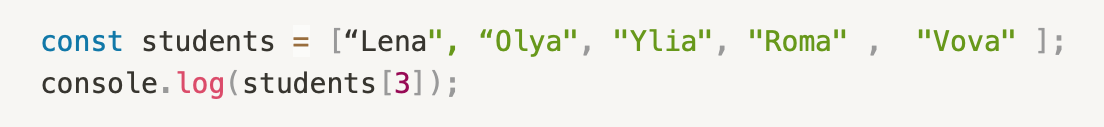 const students = [“Lena", “Olya", "Ylia", "Roma" ,  "Vova" ];
console.log(students[3]);